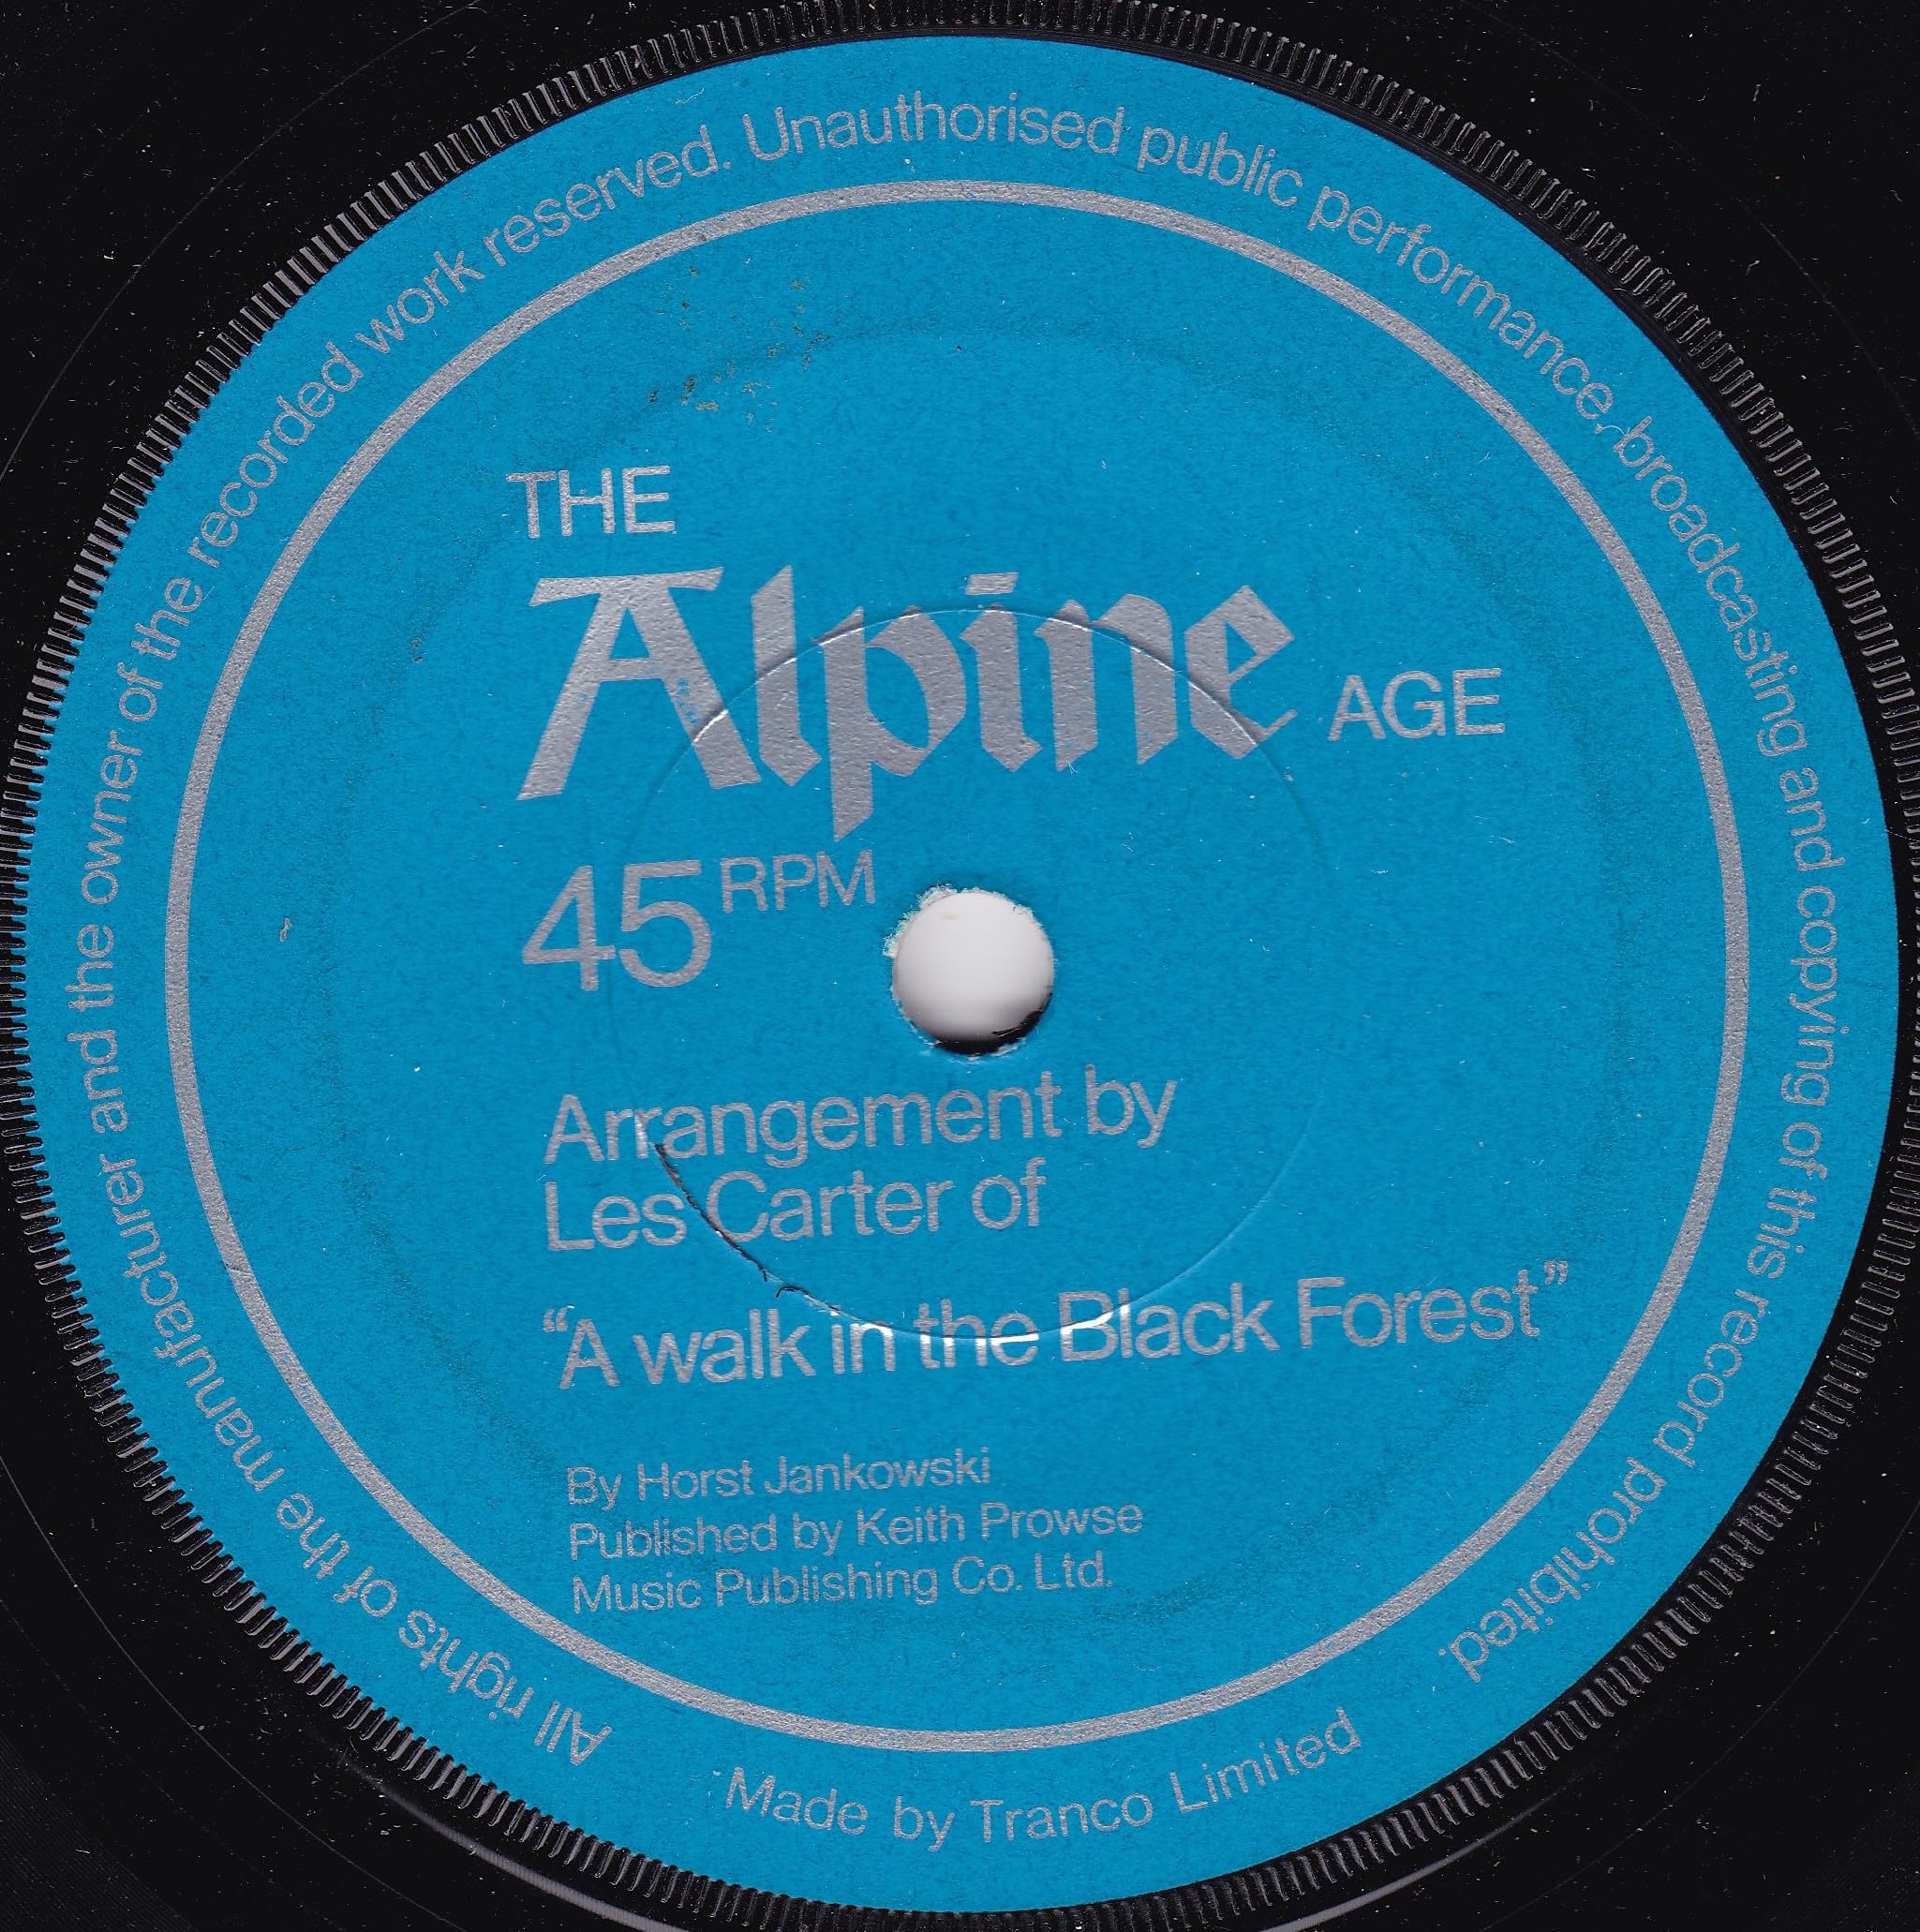 All rights of the manufacturer and the owner of the recorded work reserved. Unauthorised public performance, broadcasting and copying of this record prohibited.
THE
Alpine AGE
45 RPM
Arrangement by
Les Carter of
“A walk in the Black Forest”
By Horst Jankowski
Published by Keith Prowse
Music Publishing Co. Ltd.
Made by Tranco Limited